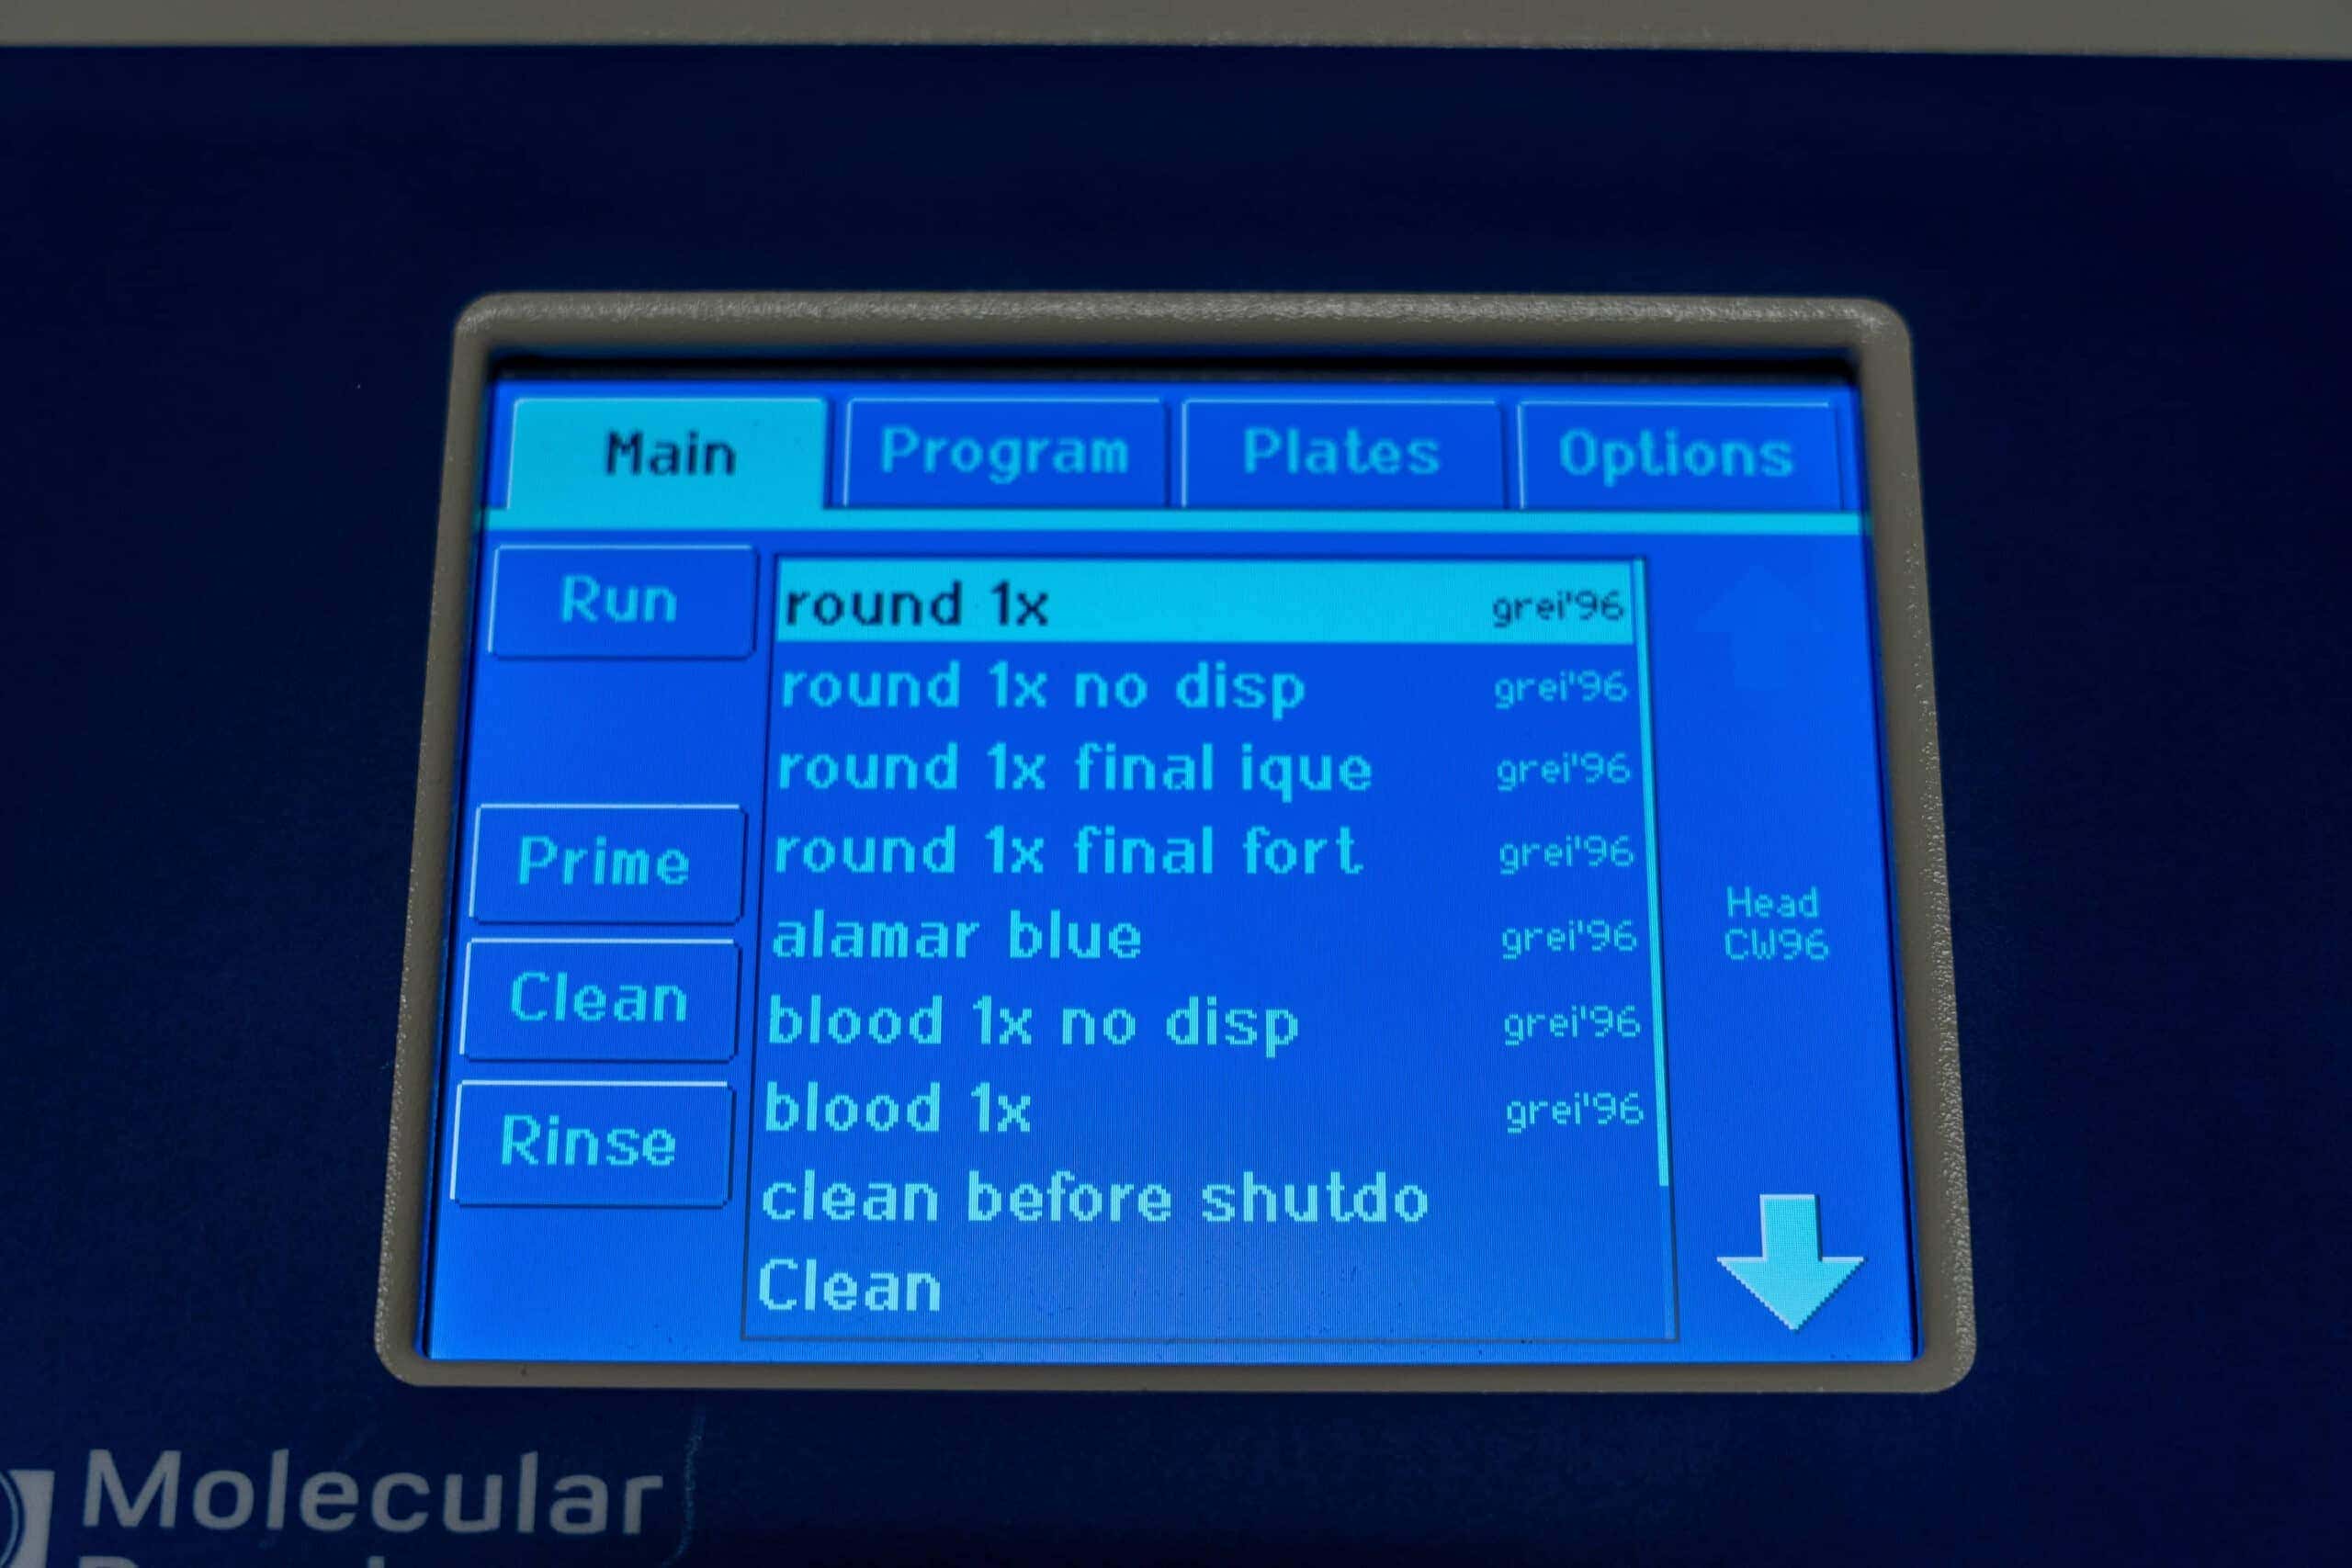 Main Program Plates Options
Run
Prime
Clean
Rinse
round 1x grei'96
round 1x no disp grei'96
round 1x final ique grei'96
round 1x final fort grei'96
alamar blue grei'96
blood 1x no disp grei'96
blood 1x grei'96
clean before shutdo
Clean
Head
CW96
Molecular